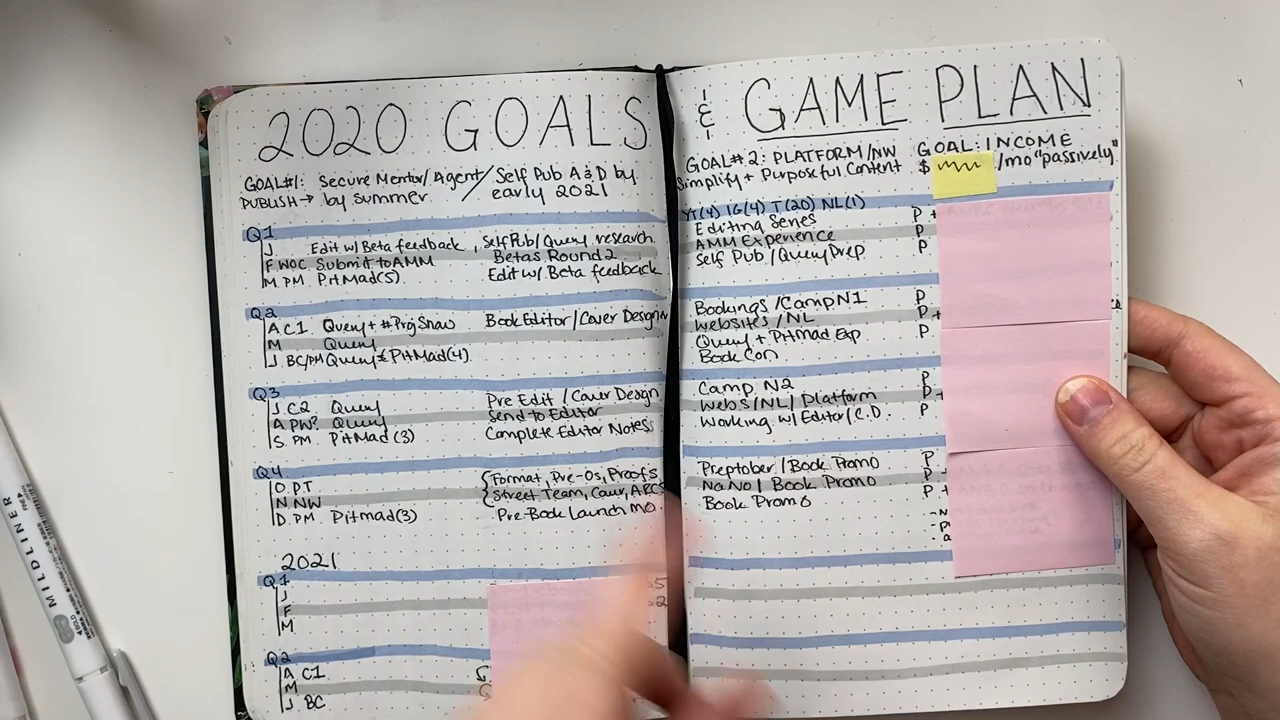 2020 GOALS
GOAL#1: Secure Mentor/Agent/Self Pub A&D by
PUBLISH→ by summer early 2021
Q1
J Edit w/Beta feedback, Self Pub/Query research
F WOC Submit to AMM Betas Round 2
M PM PitMad(5) Edit w/ Beta feedback
Q2
A C1 Query + #PrjSnow Book Editor/Cover Designer
M Query
J BC/PM Query & PitMad(4)
Q3
J C2 Query Pre Edit/Cover Design
A PW? Query Send to Editor
S PM PitMad(3) Complete Editor Notes
Q4
O PT Format, Pre-Os, Proofs
N NW Street Team, Cour, ARCS
D PM Pitmad(3) Pre-Book Launch MO.
2021
Q1
J
F
M
Q2
A C1
M
J BC
& GAME PLAN
GOAL#2: PLATFORM/NW
Simplify + Purposeful Content
GOAL: INCOME
$ /mo "passively"
YT(4) IG(4) T(20) NL(1)
Editing Series P +
AMM Experience P
Self Pub/Query Prep P
Bookings/Camp N1 P
Websites/NL P +
Query + PitMad Exp P
Book Con
Camp N2 P
Webs/NL/Platform P +
Working w/Editor/C.D. P
Preptober/Book Promo P
NoNo/Book Promo P
Book Promo P +
MILDLINER